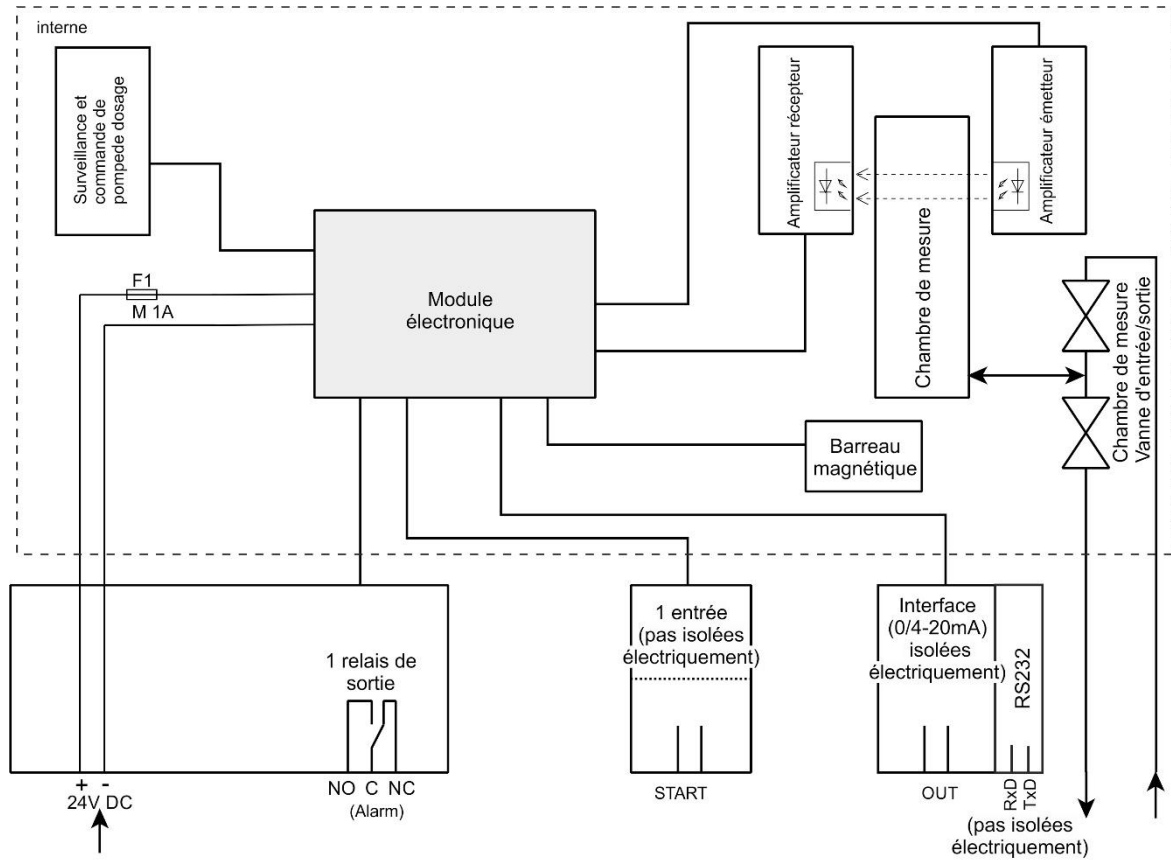 interne
Surveillance et
commande de
pompede dosage
F1
M 1A
Module
électronique
Amplificateur récepteur
Chambre de mesure
Amplificateur émetteur
Chambre de mesure
Vanne d'entrée/sortie
Barreau
magnétique
1 relais de
sortie
NO C NC
(Alarm)
+ -
24V DC
1 entrée
(pas isolées
électriquement)
START
Interface
(0/4-20mA)
isolées
électriquement)
OUT
RS232
RxD
TxD
(pas isolées
électriquement)